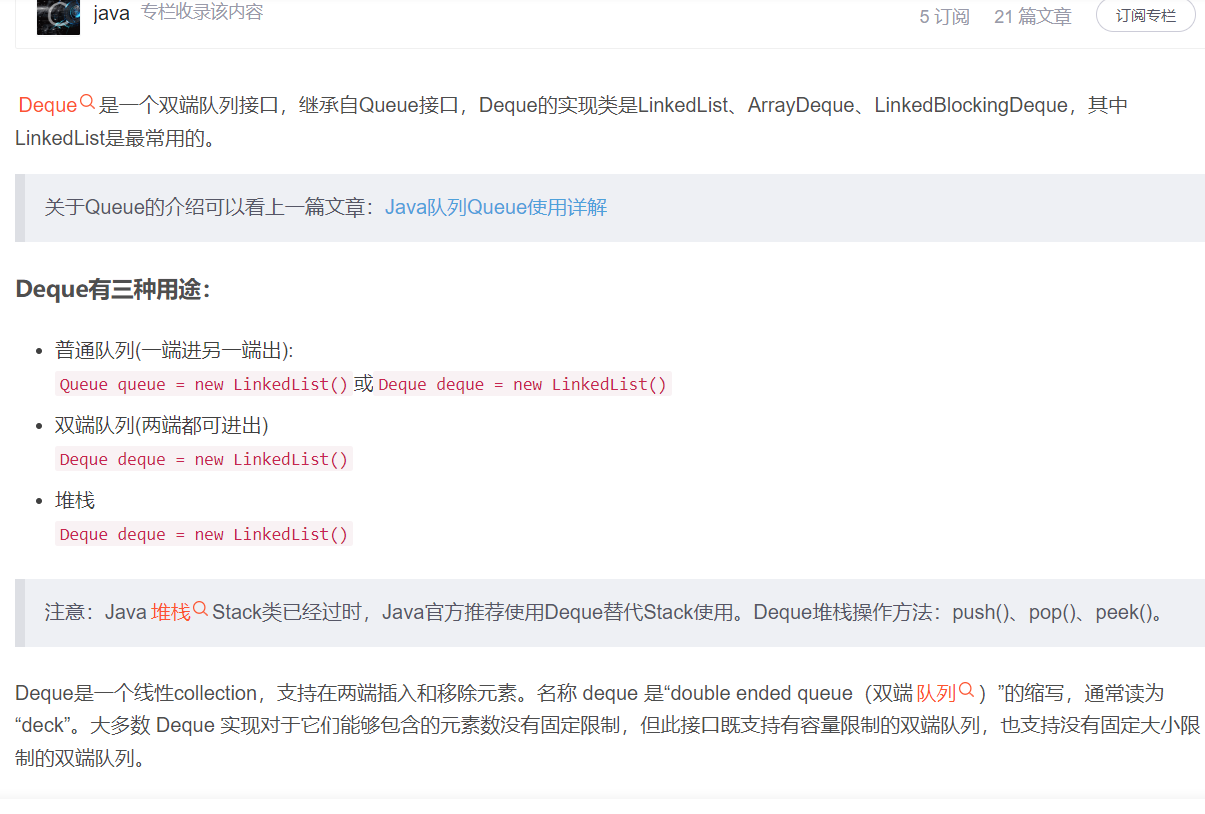 java 专栏收录该内容 5 订阅 21 篇文章 订阅专栏
Deque是一个双端队列接口，继承自Queue接口，Deque的实现类是LinkedList、ArrayDeque、LinkedBlockingDeque，其中
LinkedList是最常用的。
关于Queue的介绍可以看上一篇文章：Java队列Queue使用详解
Deque有三种用途：
普通队列(一端进另一端出):
Queue queue = new LinkedList()或Deque deque = new LinkedList()
双端队列(两端都可进出)
Deque deque = new LinkedList()
堆栈
Deque deque = new LinkedList()
注意：Java堆栈Stack类已经过时，Java官方推荐使用Deque替代Stack使用。Deque堆栈操作方法：push()、pop()、peek()。
Deque是一个线性collection，支持在两端插入和移除元素。名称 deque 是“double ended queue（双端队列）”的缩写，通常读为
“deck”。大多数 Deque 实现对于它们能够包含的元素数没有固定限制，但此接口既支持有容量限制的双端队列，也支持没有固定大小限
制的双端队列。